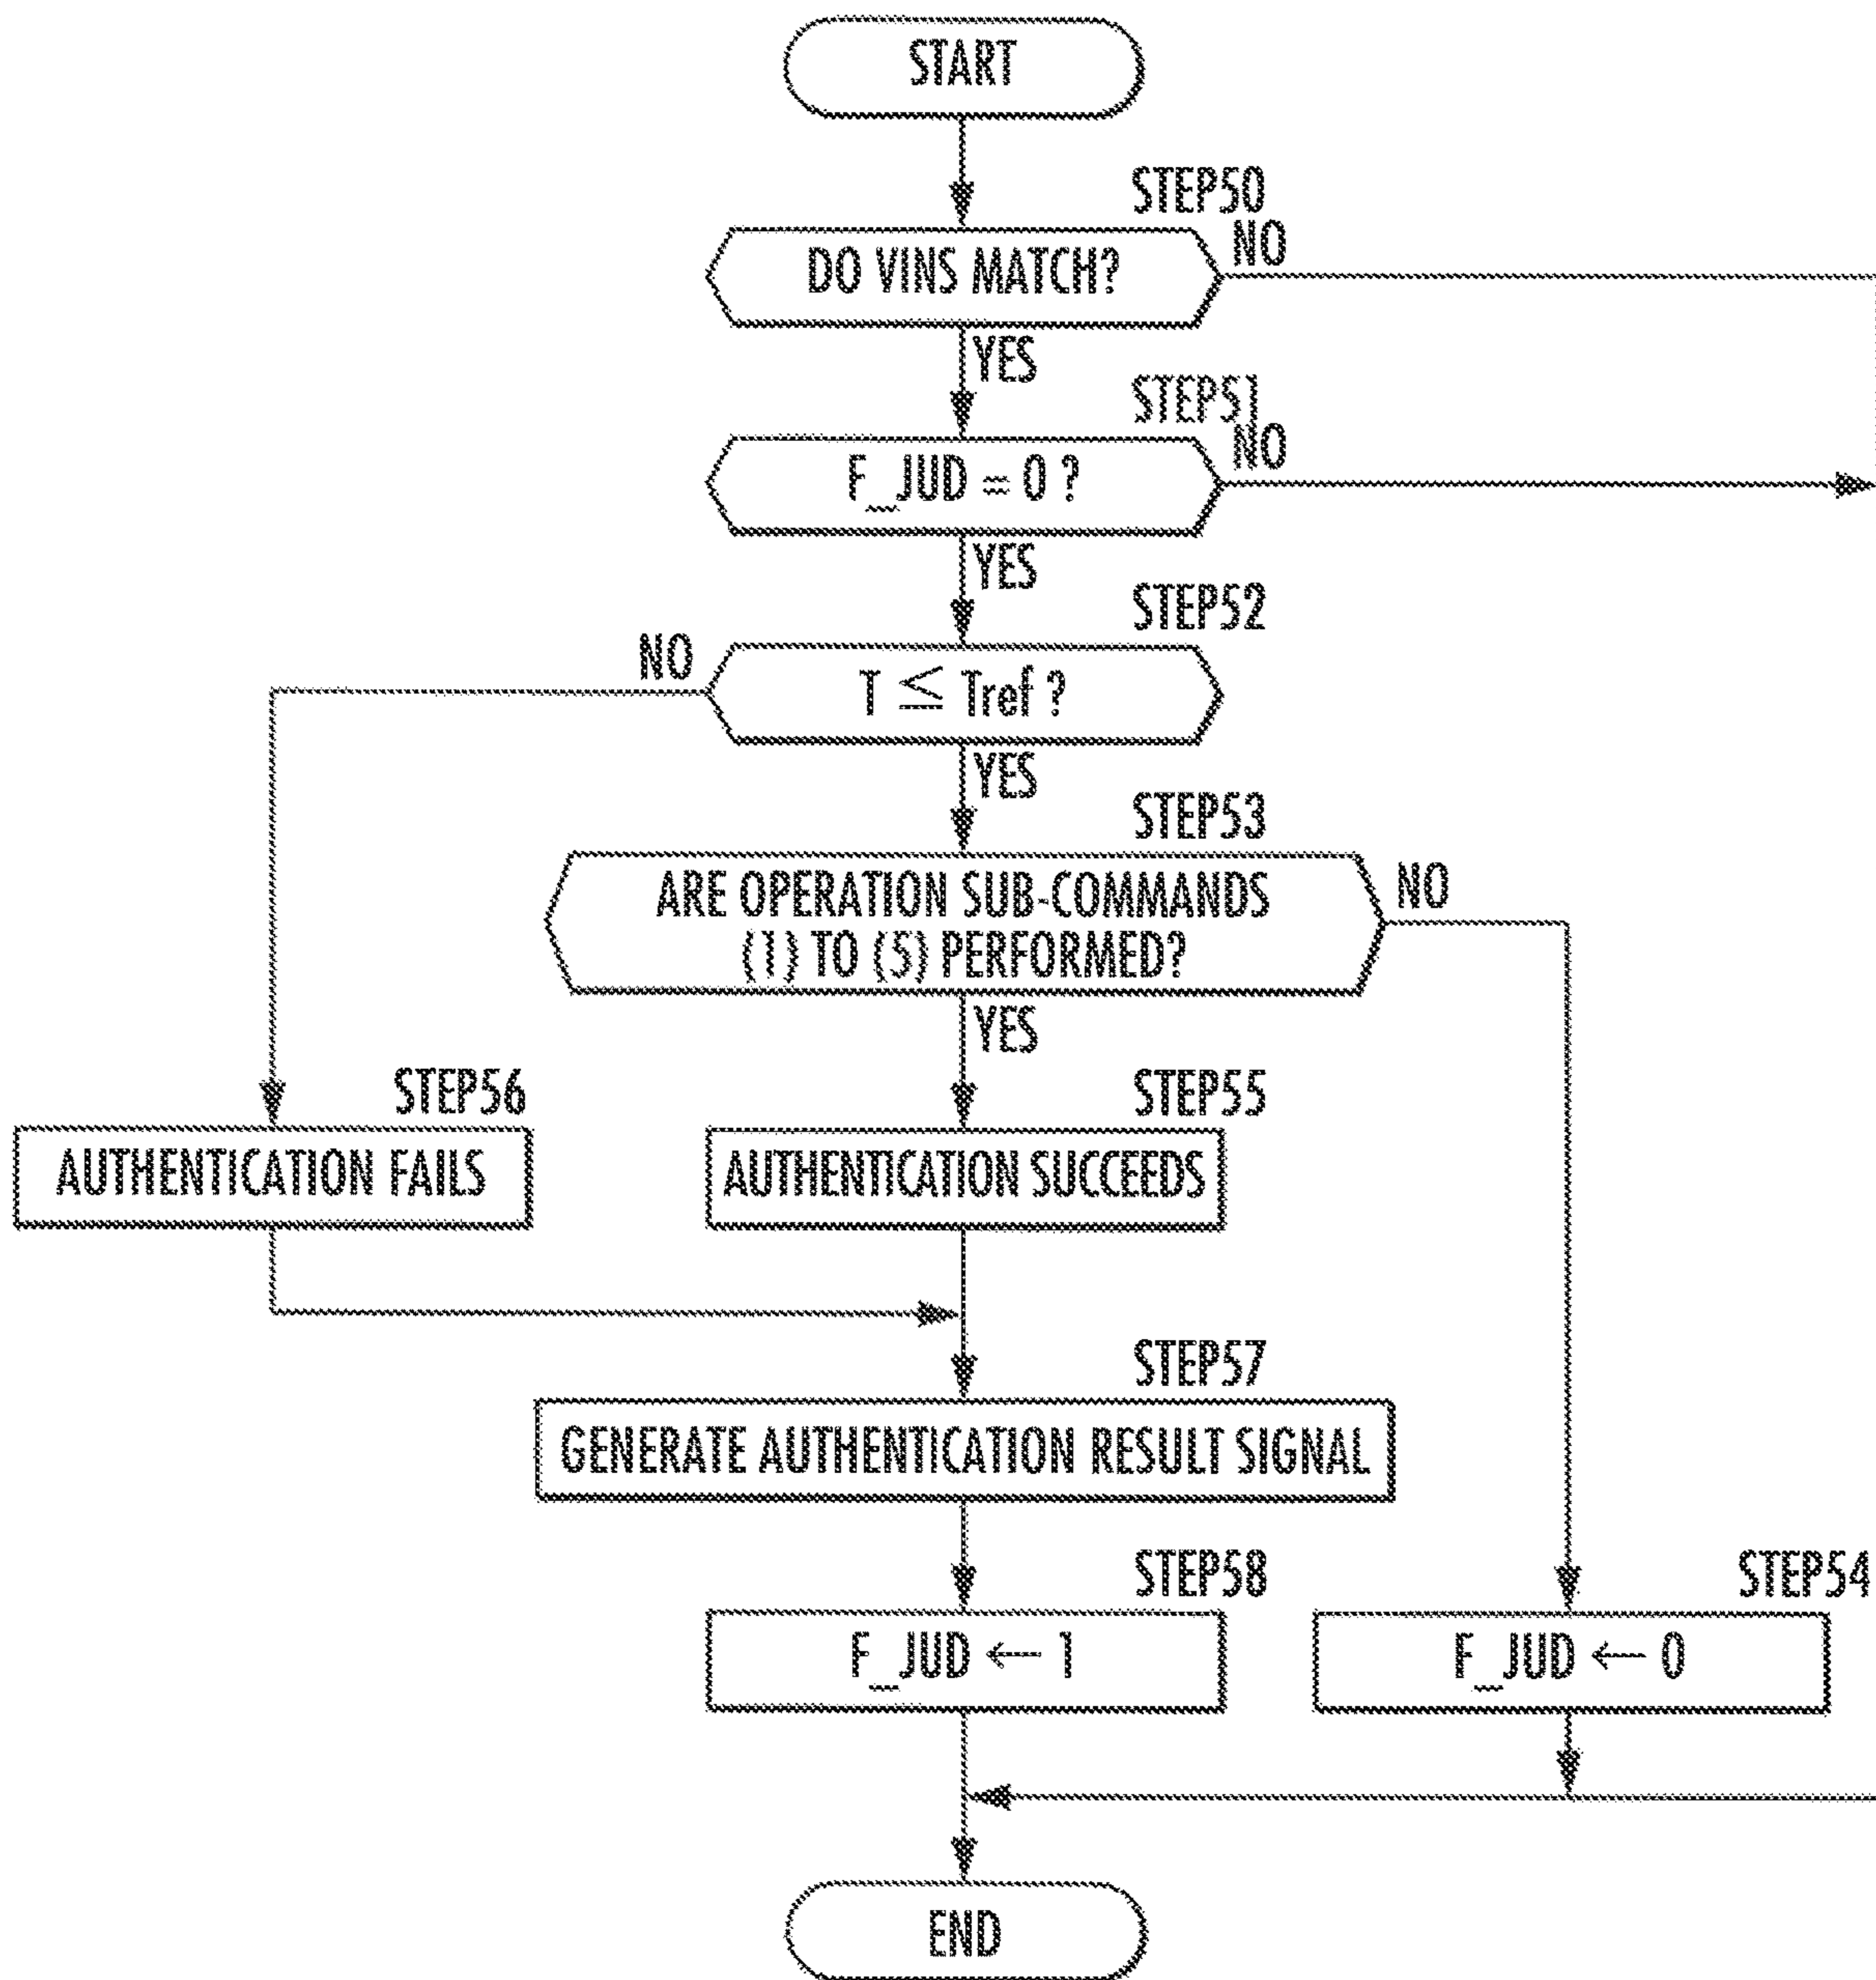 START
STEP50
DO VINS MATCH?
NO
YES
STEP51
F_JUD = 0 ?
NO
YES
STEP52
NO
T ≦ Tref ?
YES
STEP53
ARE OPERATION SUB-COMMANDS
(1) TO (5) PERFORMED?
NO
YES
STEP56
AUTHENTICATION FAILS
STEP55
AUTHENTICATION SUCCEEDS
STEP57
GENERATE AUTHENTICATION RESULT SIGNAL
STEP58
F_JUD ← 1
STEP54
F_JUD ← 0
END